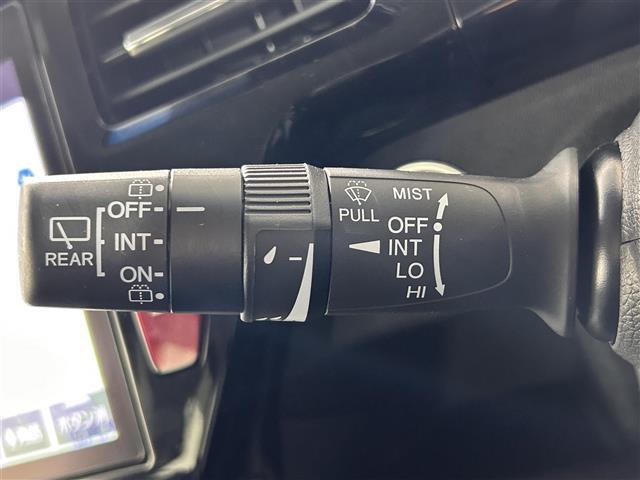 OFF
INT
REAR
ON
PULL
MIST
OFF
INT
LO
HI